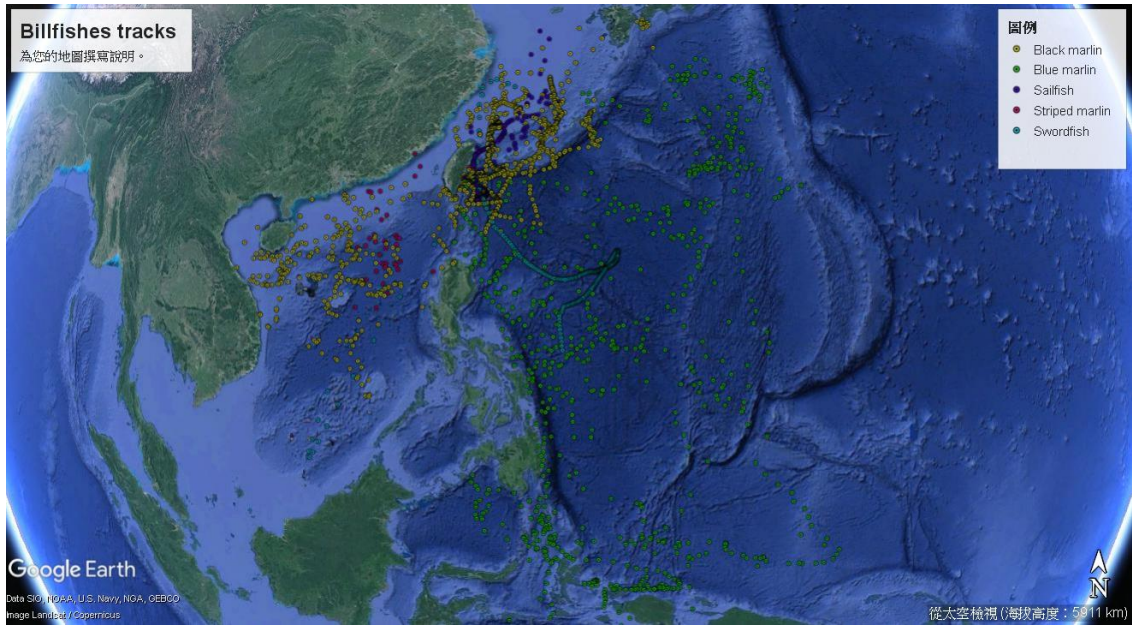 Billfishes tracks
為您的地圖撰寫說明。
圖例
Black marlin
Blue marlin
Sailfish
Striped marlin
Swordfish
Google Earth
Data SIO, NOAA, U.S. Navy, NGA, GEBCO
Image Landsat / Copernicus
N
從太空檢視 (海拔高度：5911 km)